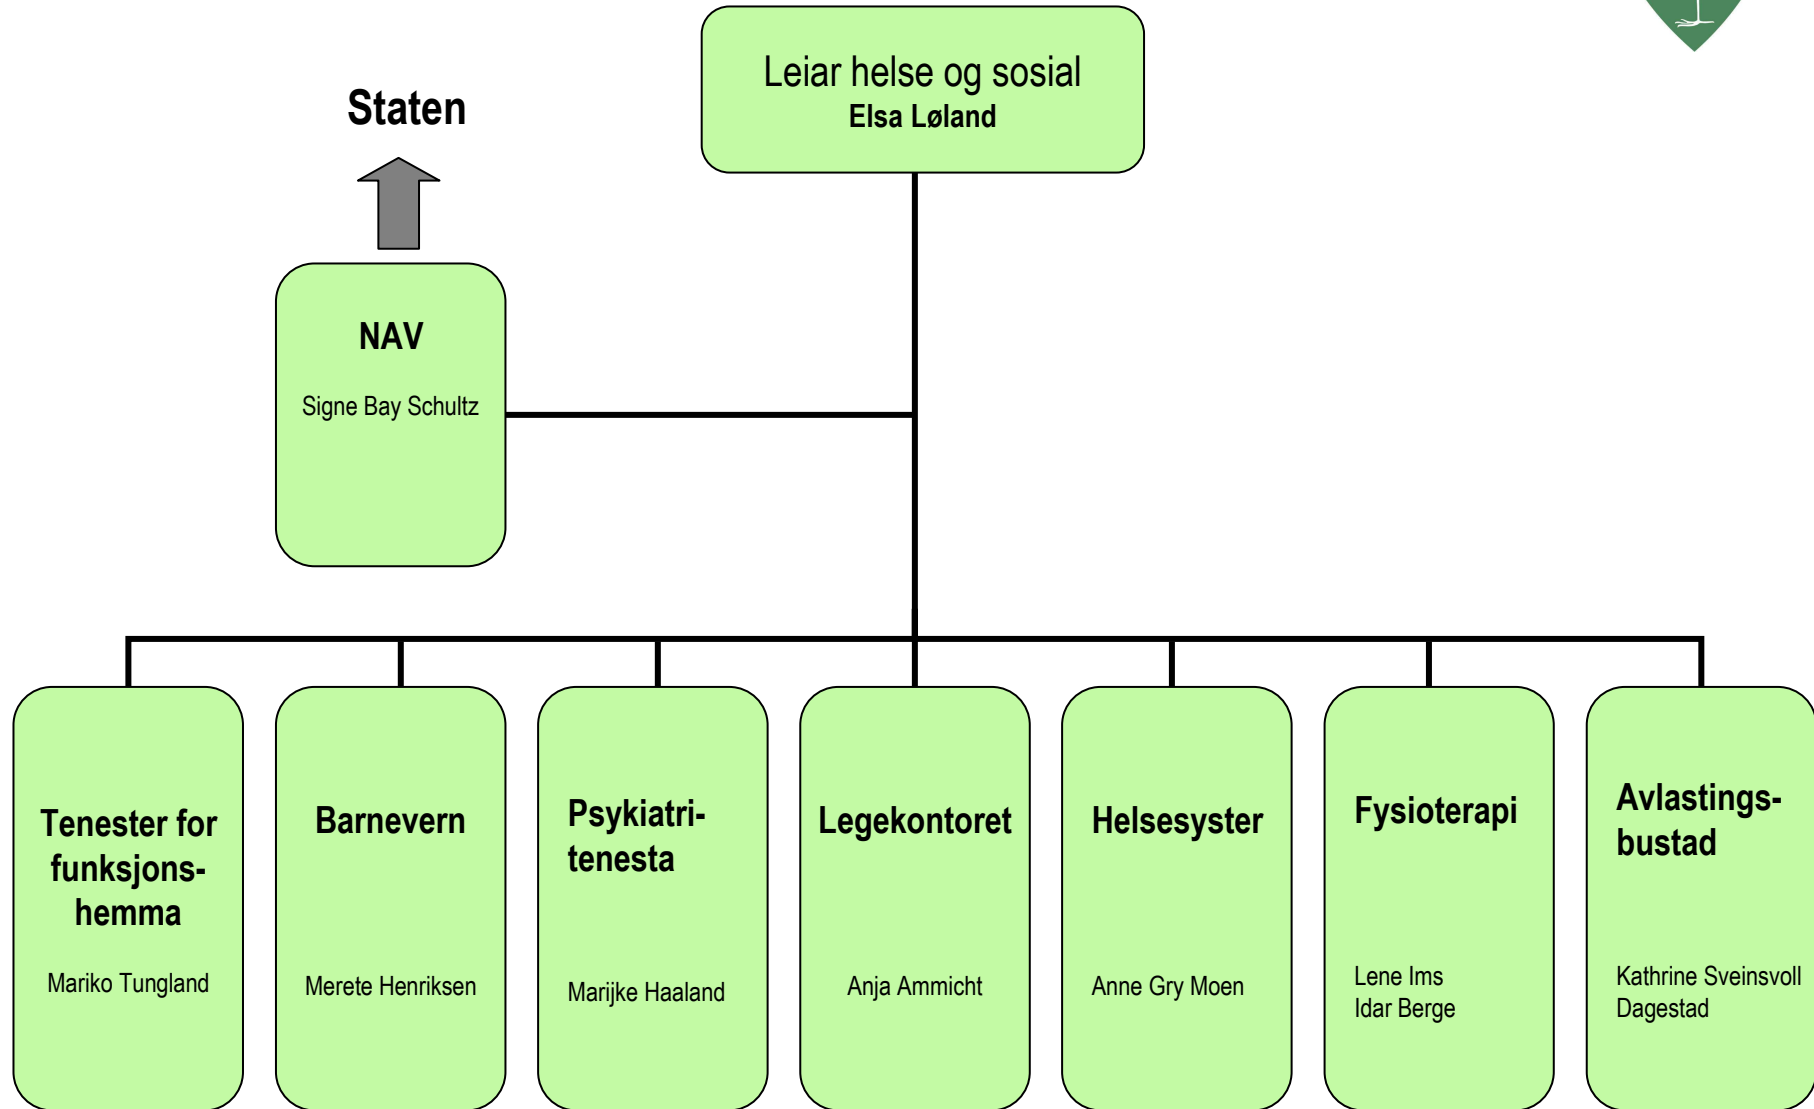 Leiar helse og sosial
Elsa Løland
Staten
NAV
Signe Bay Schultz
Tenester for
funksjons-
hemma
Mariko Tungland
Barnevern
Merete Henriksen
Psykiatri-
tenesta
Marijke Haaland
Legekontoret
Anja Ammicht
Helsesyster
Anne Gry Moen
Fysioterapi
Lene Ims
Idar Berge
Avlastings-
bustad
Kathrine Sveinsvoll
Dagestad